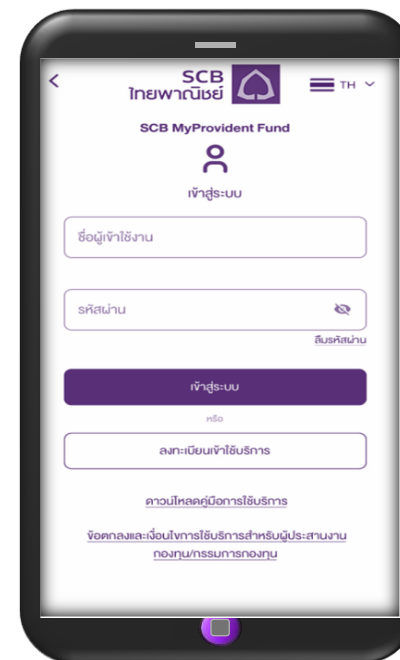 SCB
ไทยพาณิชย์
TH
SCB MyProvident Fund
เข้าสู่ระบบ
ชื่อผู้เข้าใช้งาน
รหัสผ่าน
ลืมรหัสผ่าน
เข้าสู่ระบบ
หรือ
ลงทะเบียนเข้าใช้บริการ
ดาวน์โหลดคู่มือการใช้บริการ
ข้อตกลงและเงื่อนไขการใช้บริการสำหรับผู้ประสานงาน
กองทุน/กรรมการกองทุน